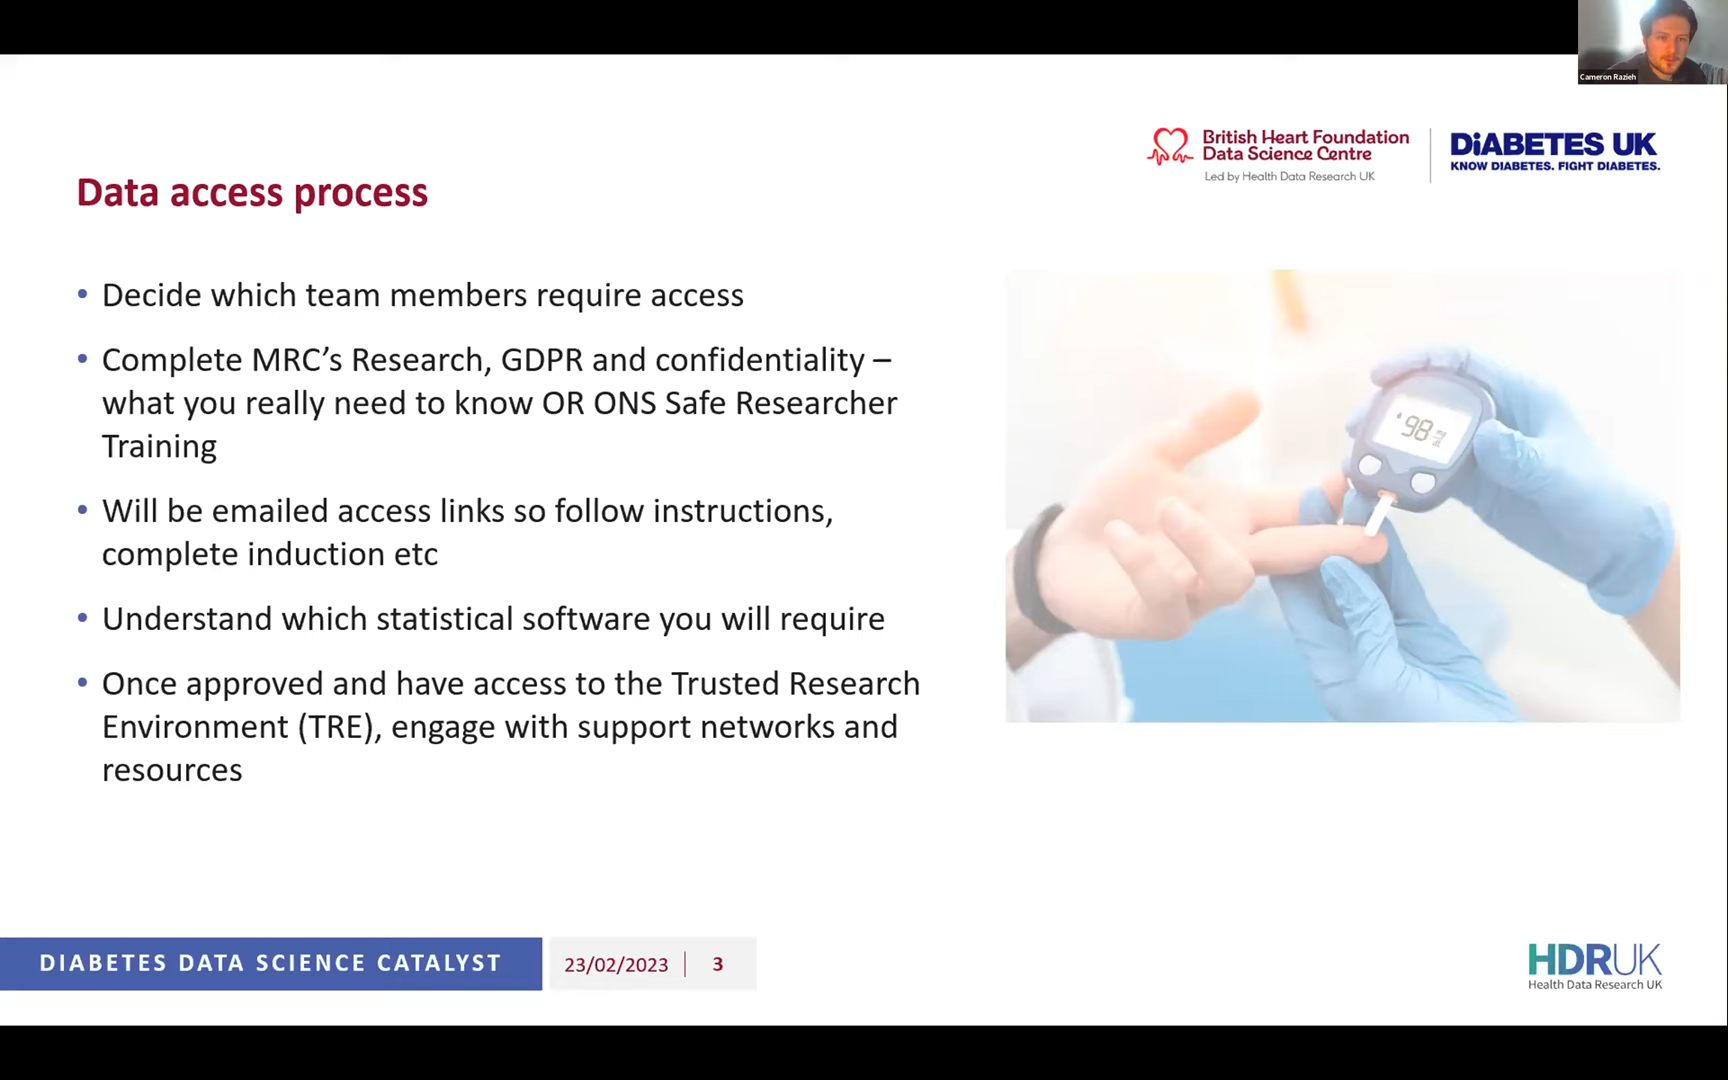 Cameron Razieh
British Heart Foundation
Data Science Centre
Led by Health Data Research UK
DiABETES UK
KNOW DIABETES. FIGHT DIABETES.
Data access process
• Decide which team members require access
• Complete MRC’s Research, GDPR and confidentiality –
what you really need to know OR ONS Safe Researcher
Training
• Will be emailed access links so follow instructions,
complete induction etc
• Understand which statistical software you will require
• Once approved and have access to the Trusted Research
Environment (TRE), engage with support networks and
resources
98
DIABETES DATA SCIENCE CATALYST
23/02/2023
3
HDRUK
Health Data Research UK